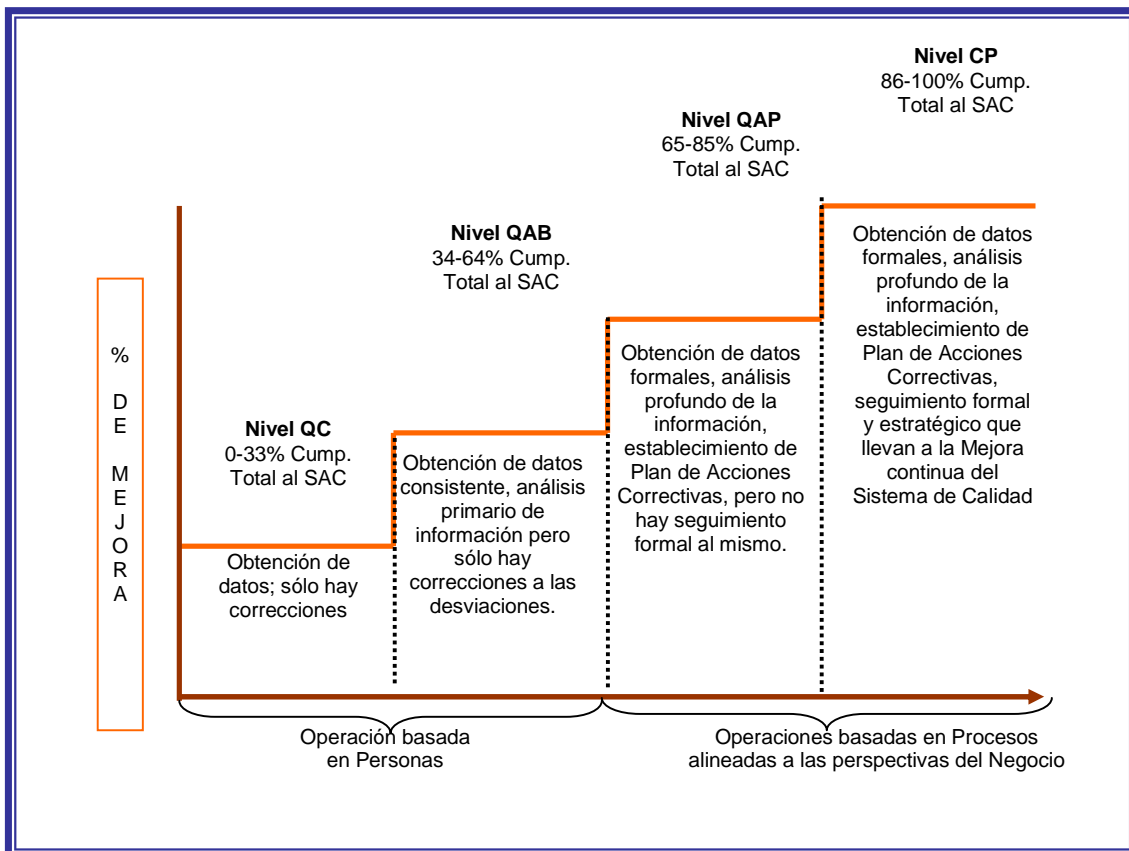 Nivel CP
86-100% Cump.
Total al SAC
Nivel QAP
65-85% Cump.
Total al SAC
Nivel QAB
34-64% Cump.
Total al SAC
Nivel QC
0-33% Cump.
Total al SAC
%
D
E
M
E
J
O
R
A
Obtención de
datos; sólo hay
correcciones
Obtención de datos
consistente, análisis
primario de
información pero
sólo hay
correcciones a las
desviaciones.
Obtención de datos
formales, análisis
profundo de la
información,
establecimiento de
Plan de Acciones
Correctivas, pero no
hay seguimiento
formal al mismo.
Obtención de datos
formales, análisis
profundo de la
información,
establecimiento de
Plan de Acciones
Correctivas,
seguimiento formal
y estratégico que
llevan a la Mejora
continua del
Sistema de Calidad
Operación basada
en Personas
Operaciones basadas en Procesos
alineadas a las perspectivas del Negocio